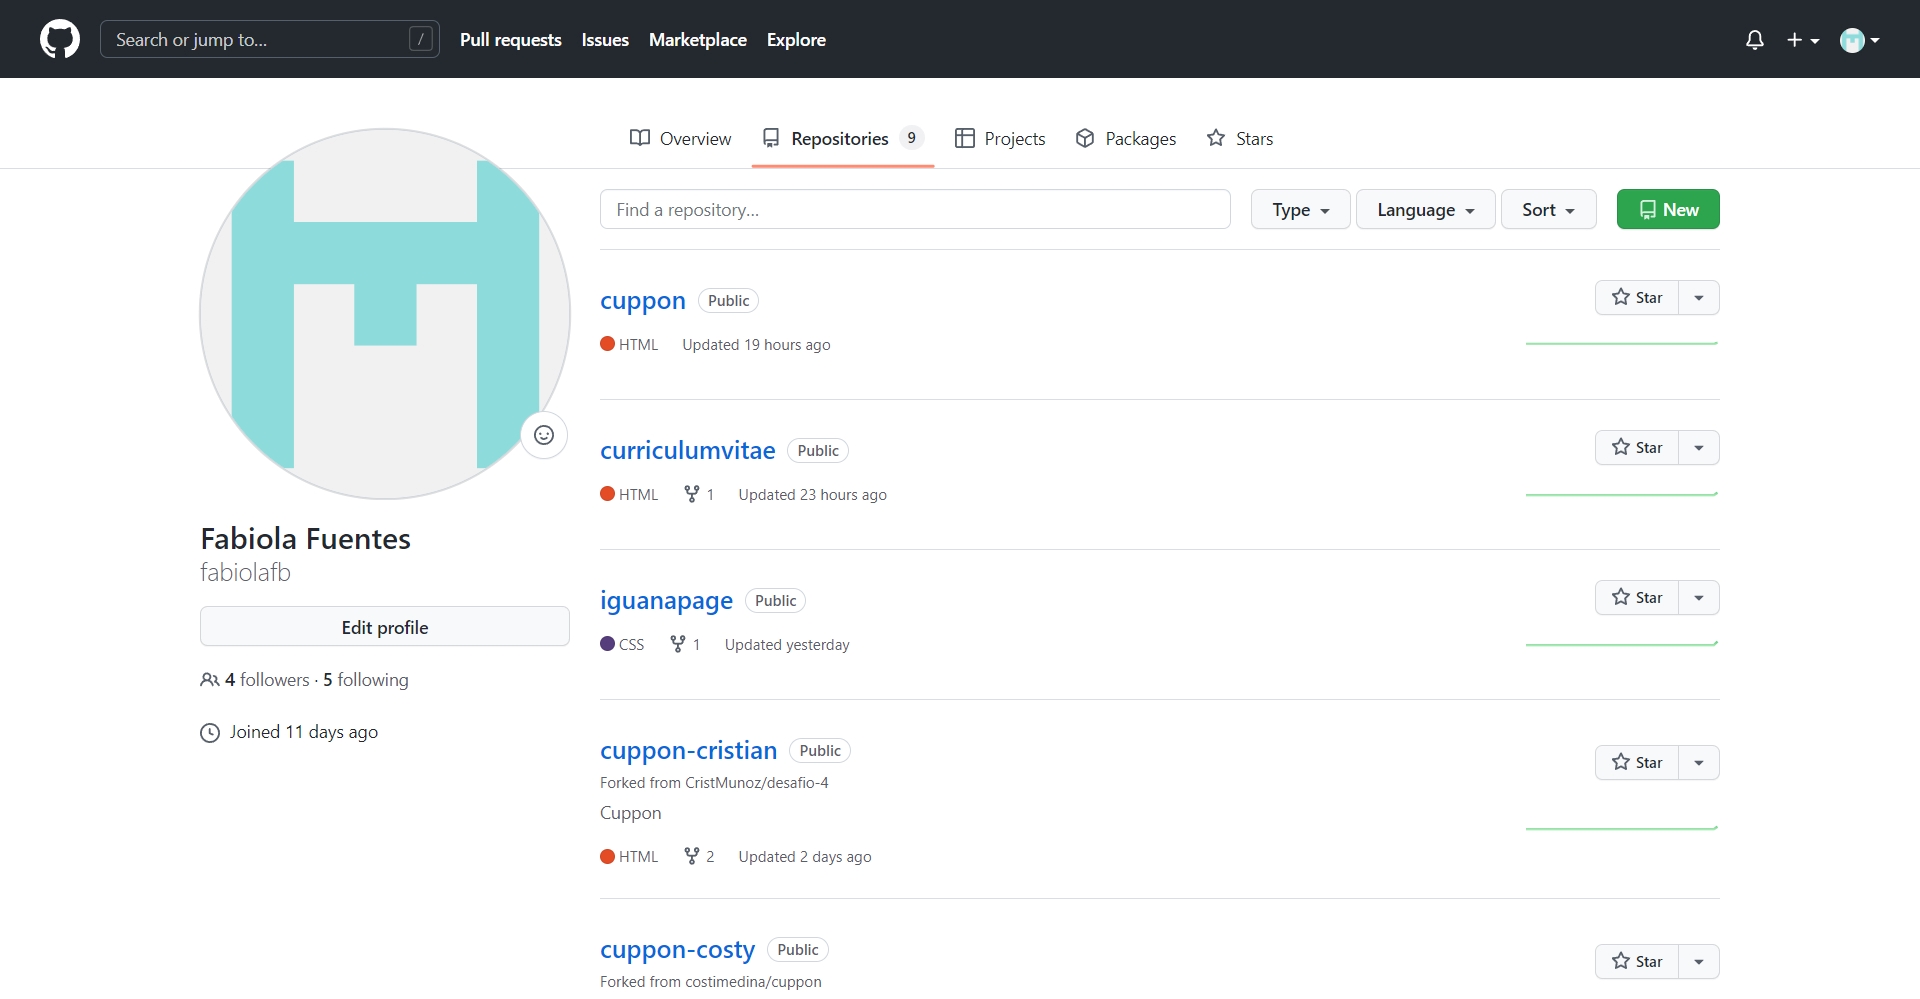 Search or jump to... /
Pull requests Issues Marketplace Explore
Overview Repositories 9 Projects Packages Stars
Find a repository... Type Language Sort New
Fabiola Fuentes
fabiolafb
Edit profile
4 followers · 5 following
Joined 11 days ago
cuppon Public Star
HTML Updated 19 hours ago
curriculumvitae Public Star
HTML 1 Updated 23 hours ago
iguanapage Public Star
CSS 1 Updated yesterday
cuppon-cristian Public Star
Forked from CristMunoz/desafio-4
Cuppon
HTML 2 Updated 2 days ago
cuppon-costy Public Star
Forked from costimedina/cuppon